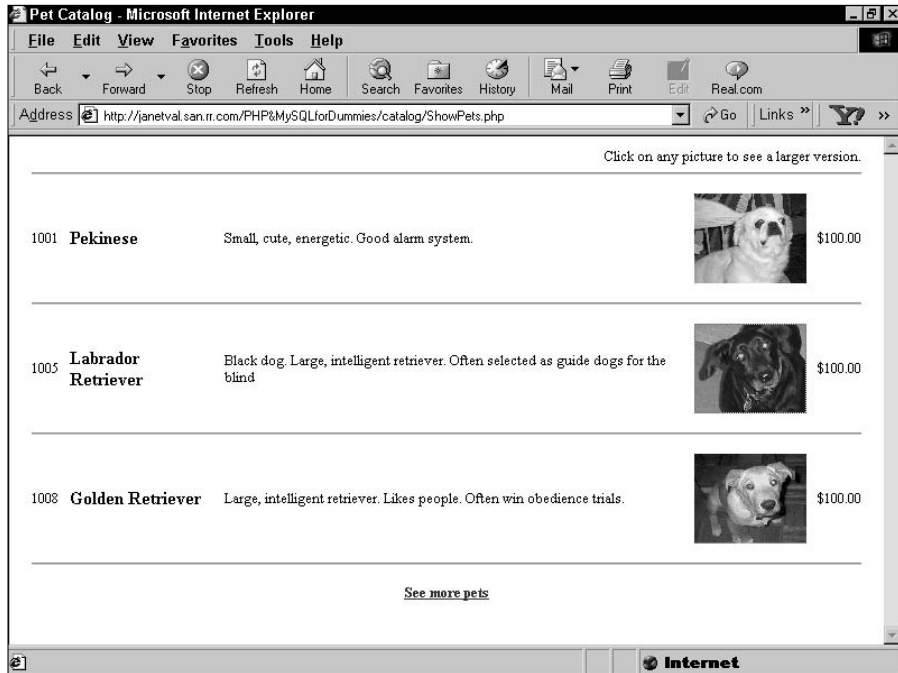 Pet Catalog - Microsoft Internet Explorer
File Edit View Favorites Tools Help
Back Forward Stop Refresh Home Search Favorites History Mail Print Edit Real.com
Address http://janetval.san.rr.com/PHP&MySQLforDummies/catalog/ShowPets.php Go Links » Y! »
Click on any picture to see a larger version.
1001 Pekinese Small, cute, energetic. Good alarm system. $100.00
1005 Labrador Retriever Black dog. Large, intelligent retriever. Often selected as guide dogs for the
blind $100.00
1008 Golden Retriever Large, intelligent retriever. Likes people. Often win obedience trials. $100.00
See more pets
Internet